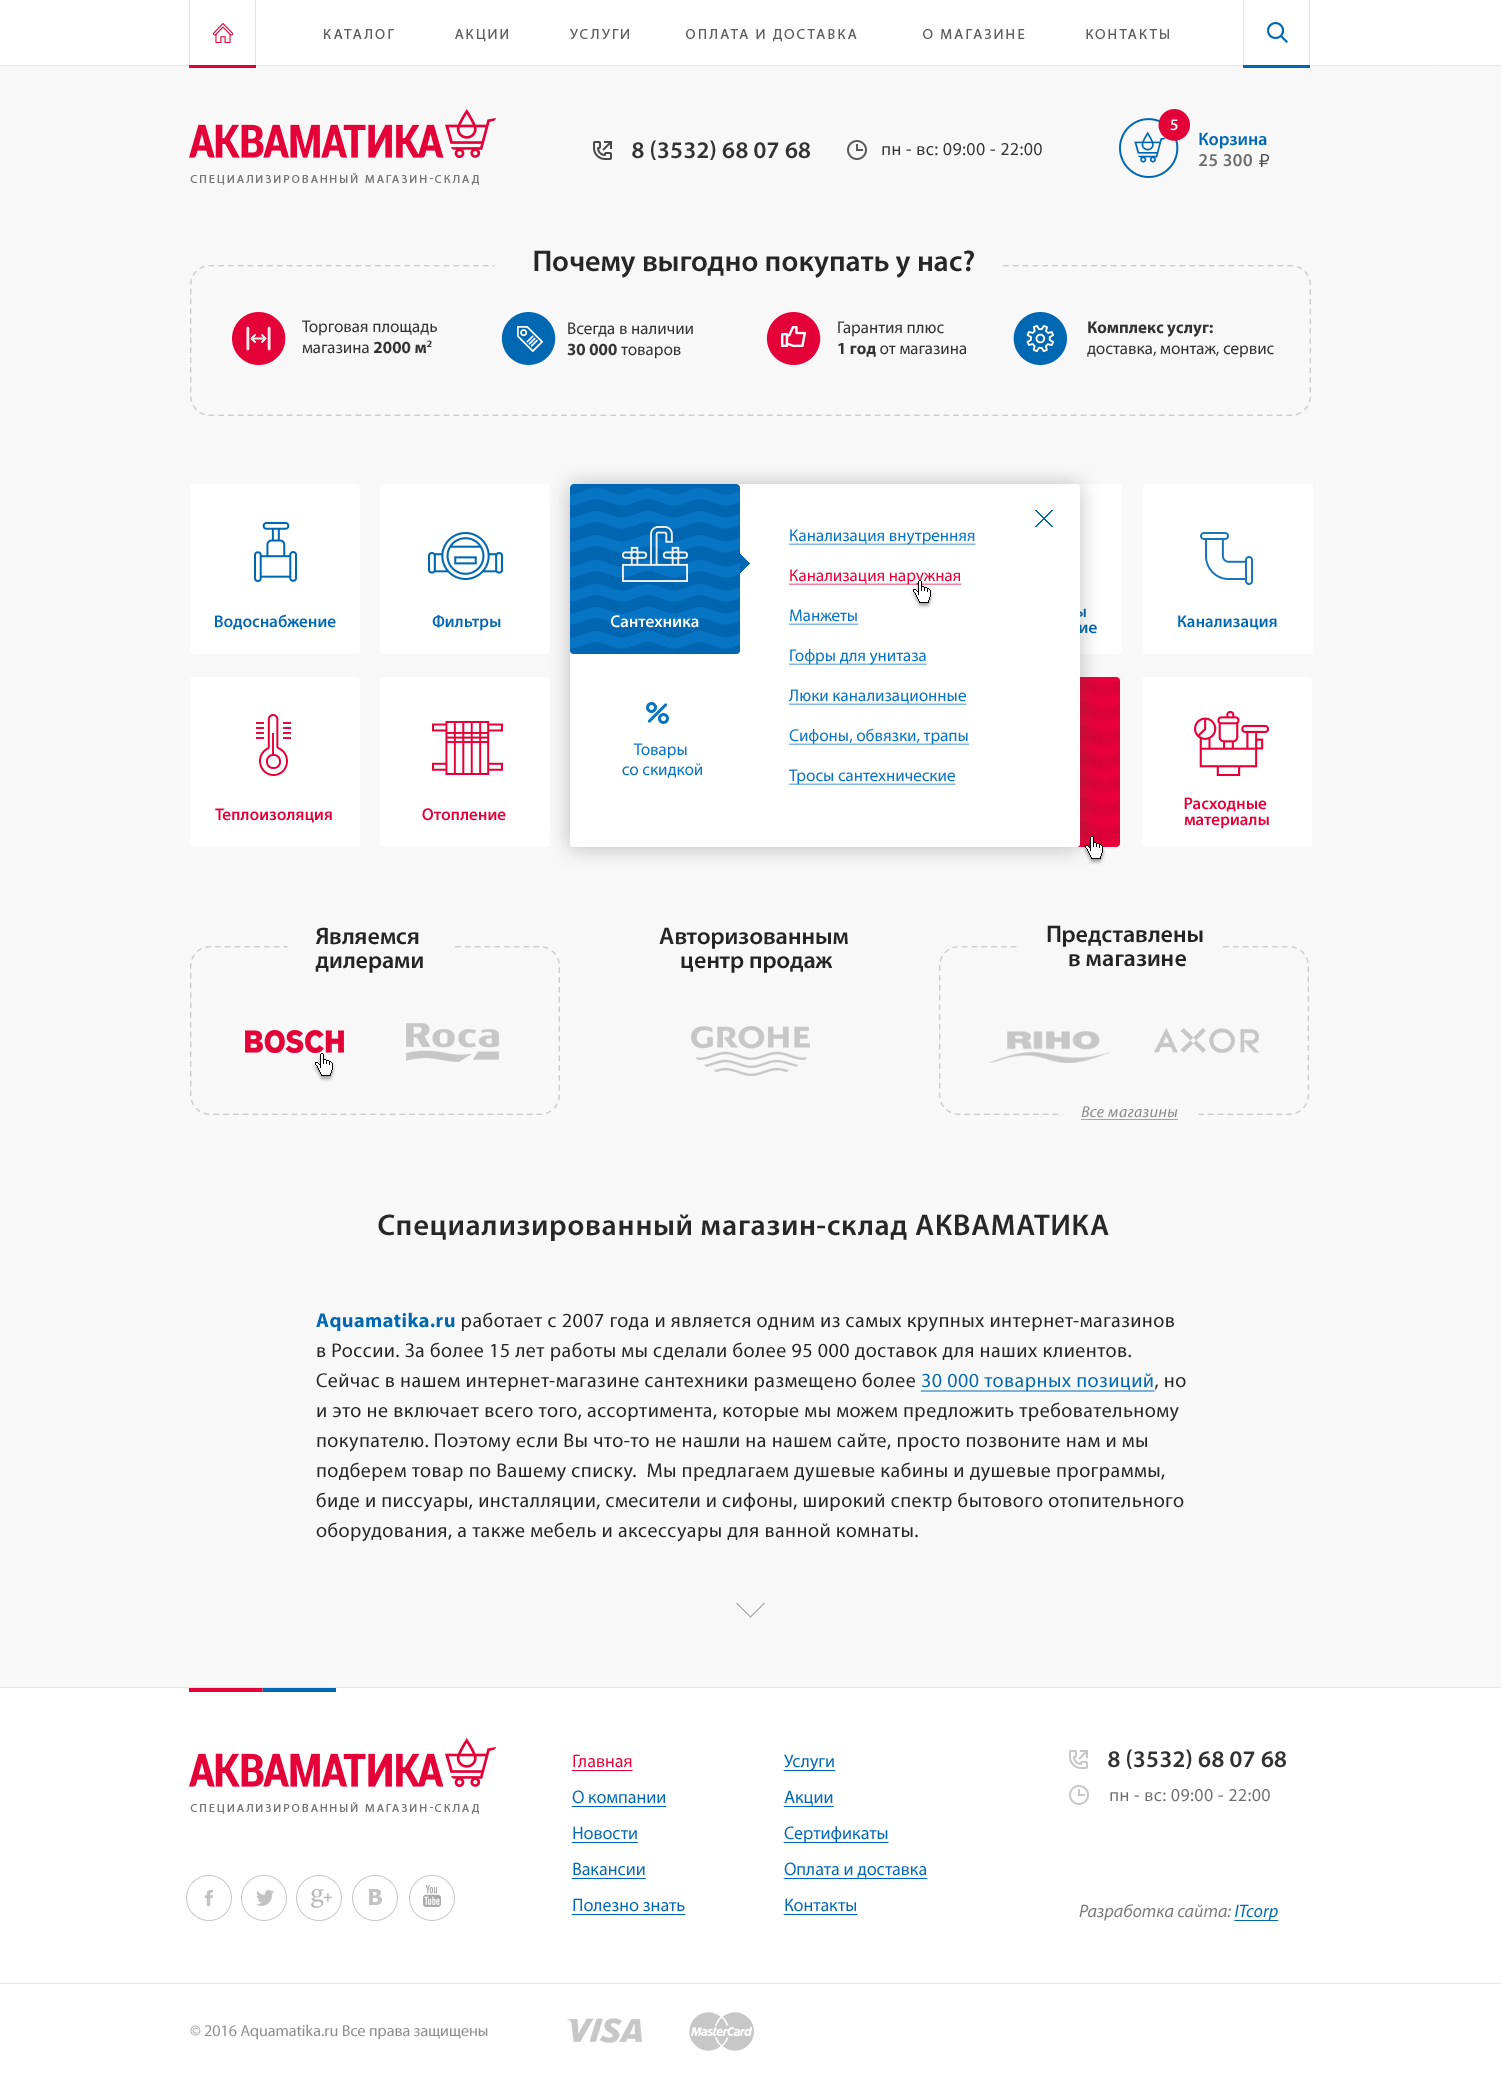 КАТАЛОГ АКЦИИ УСЛУГИ ОПЛАТА И ДОСТАВКА О МАГАЗИНЕ КОНТАКТЫ
АКВАМАТИКА
СПЕЦИАЛИЗИРОВАННЫЙ МАГАЗИН-СКЛАД
8 (3532) 68 07 68
пн - вс: 09:00 - 22:00
5
Корзина
25 300 ₽
Почему выгодно покупать у нас?
Торговая площадь
магазина 2000 м²
Всегда в наличии
30 000 товаров
Гарантия плюс
1 год от магазина
Комплекс услуг:
доставка, монтаж, сервис
Водоснабжение
Фильтры
Сантехника
Канализация внутренняя
Канализация наружная
Манжеты
Гофры для унитаза
Люки канализационные
Сифоны, обвязки, трапы
Тросы сантехнические
%
Товары
со скидкой
ы
ие
Канализация
Теплоизоляция
Отопление
Расходные
материалы
Являемся
дилерами
BOSCH
Roca
Авторизованным
центр продаж
GROHE
Представлены
в магазине
RIHO
AXOR
Все магазины
Специализированный магазин-склад АКВАМАТИКА
Aquamatika.ru работает с 2007 года и является одним из самых крупных интернет-магазинов
в России. За более 15 лет работы мы сделали более 95 000 доставок для наших клиентов.
Сейчас в нашем интернет-магазине сантехники размещено более 30 000 товарных позиций, но
и это не включает всего того, ассортимента, которые мы можем предложить требовательному
покупателю. Поэтому если Вы что-то не нашли на нашем сайте, просто позвоните нам и мы
подберем товар по Вашему списку. Мы предлагаем душевые кабины и душевые программы,
биде и писсуары, инсталляции, смесители и сифоны, широкий спектр бытового отопительного
оборудования, а также мебель и аксессуары для ванной комнаты.
АКВАМАТИКА
СПЕЦИАЛИЗИРОВАННЫЙ МАГАЗИН-СКЛАД
f
g+
B
You
Tube
Главная
О компании
Новости
Вакансии
Полезно знать
Услуги
Акции
Сертификаты
Оплата и доставка
Контакты
8 (3532) 68 07 68
пн - вс: 09:00 - 22:00
Разработка сайта: ITcorp
© 2016 Aquamatika.ru Все права защищены
VISA
MasterCard